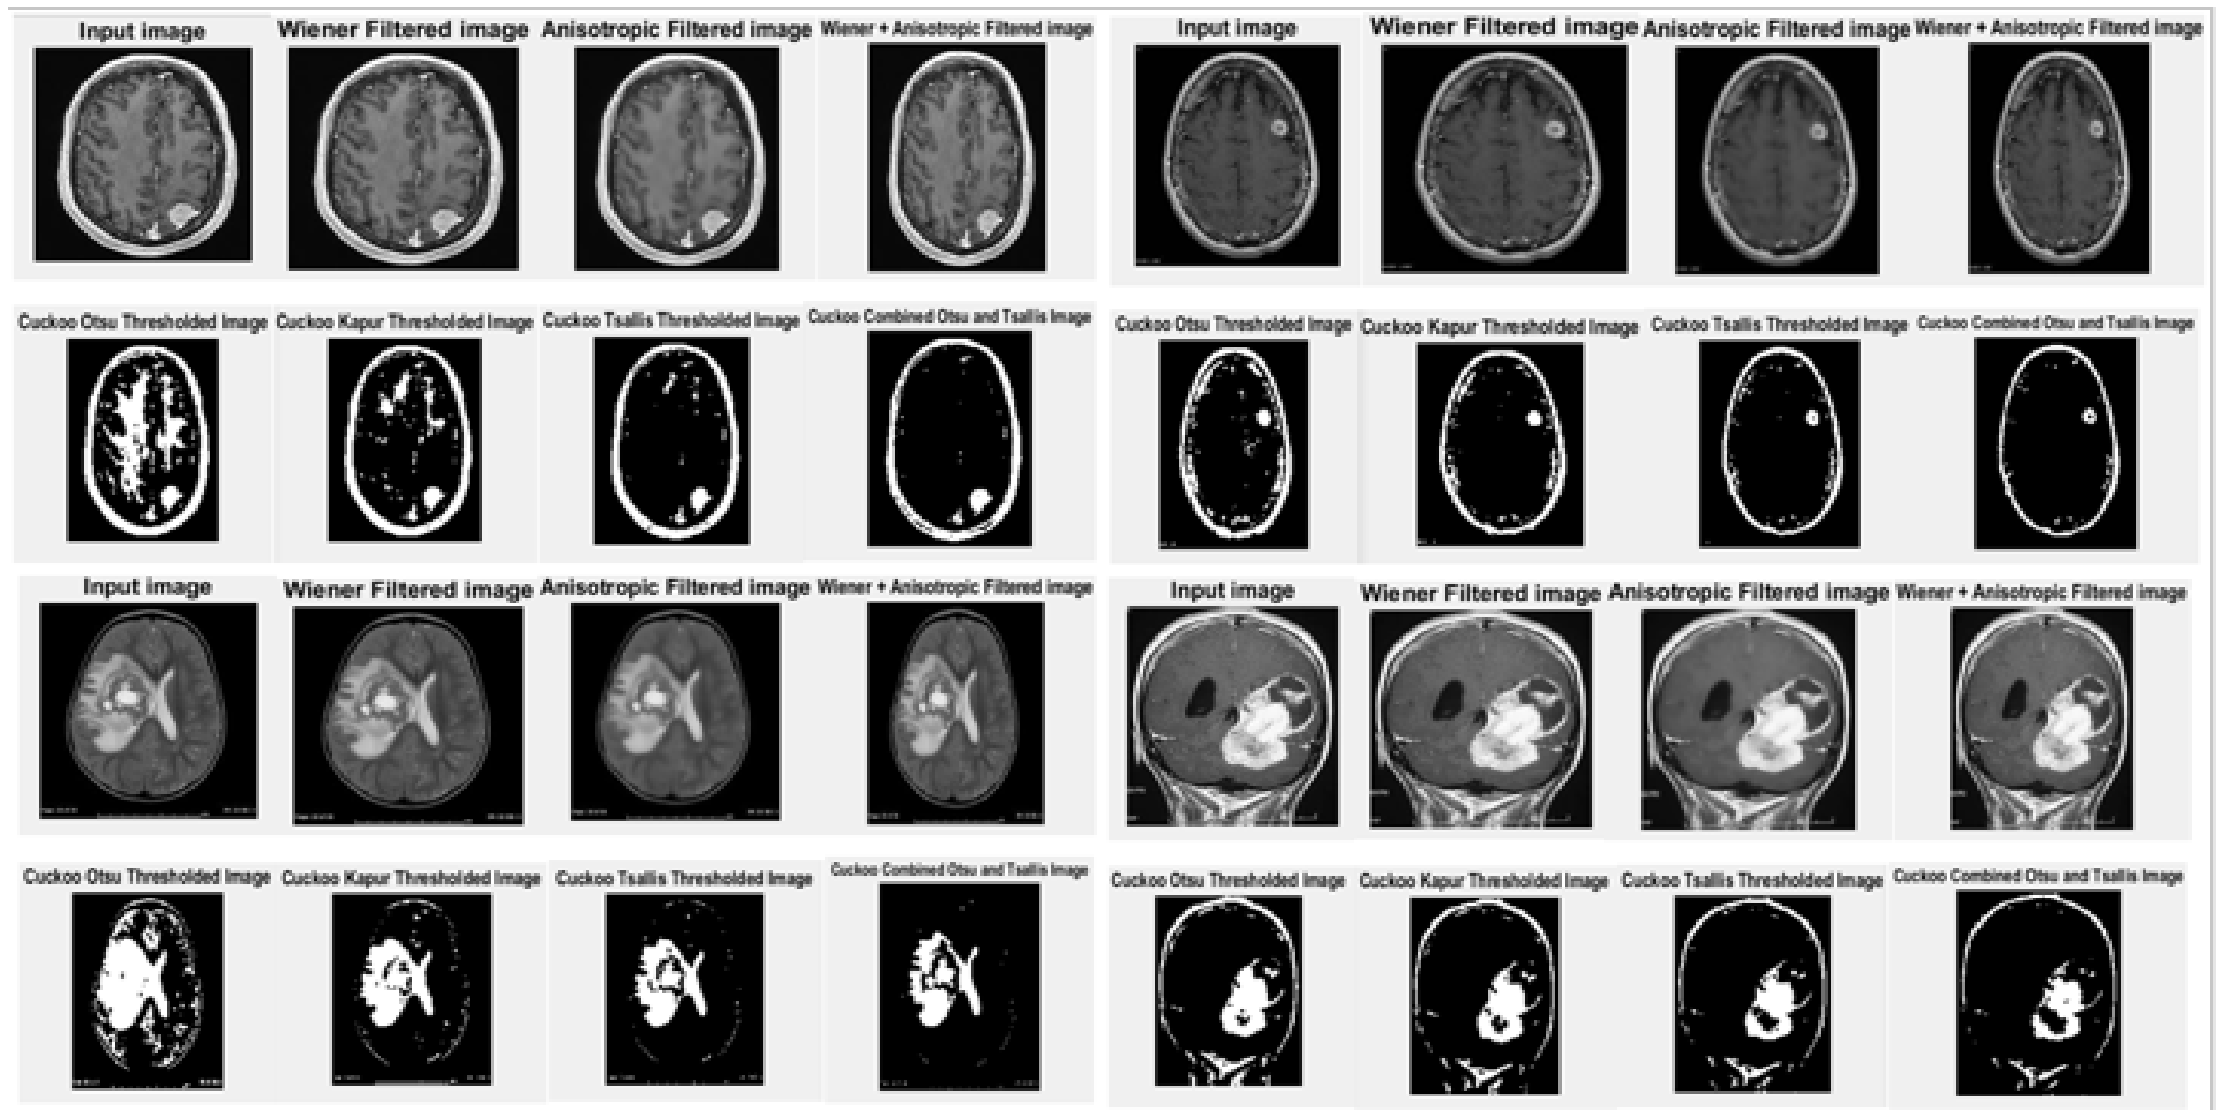 Input image
Wiener Filtered image
Anisotropic Filtered image
Wiener + Anisotropic Filtered image
Input image
Wiener Filtered image
Anisotropic Filtered image
Wiener + Anisotropic Filtered image
Cuckoo Otsu Thresholded Image
Cuckoo Kapur Thresholded Image
Cuckoo Tsallis Thresholded Image
Cuckoo Combined Otsu and Tsallis Image
Cuckoo Otsu Thresholded Image
Cuckoo Kapur Thresholded Image
Cuckoo Tsallis Thresholded Image
Cuckoo Combined Otsu and Tsallis Image
Input image
Wiener Filtered image
Anisotropic Filtered image
Wiener + Anisotropic Filtered image
Input image
Wiener Filtered image
Anisotropic Filtered image
Wiener + Anisotropic Filtered image
Cuckoo Otsu Thresholded Image
Cuckoo Kapur Thresholded Image
Cuckoo Tsallis Thresholded Image
Cuckoo Combined Otsu and Tsallis Image
Cuckoo Otsu Thresholded Image
Cuckoo Kapur Thresholded Image
Cuckoo Tsallis Thresholded Image
Cuckoo Combined Otsu and Tsallis Image